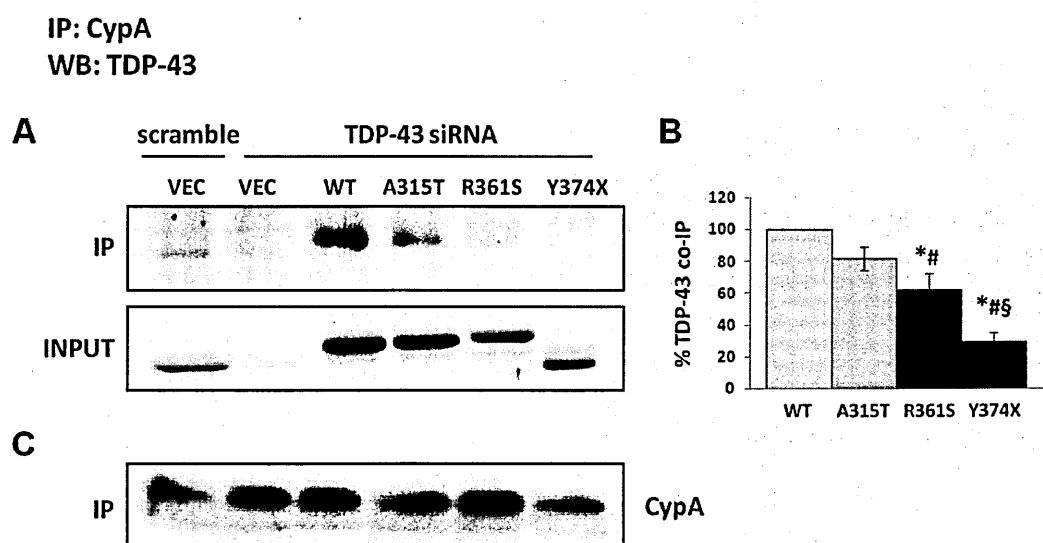 IP: CypA
WB: TDP-43
A
scramble TDP-43 siRNA
VEC VEC WT A315T R361S Y374X
IP
INPUT
B
% TDP-43 co-IP
120
100
80
60
40
20
0
*#
*#§
WT A315T R361S Y374X
C
IP
CypA